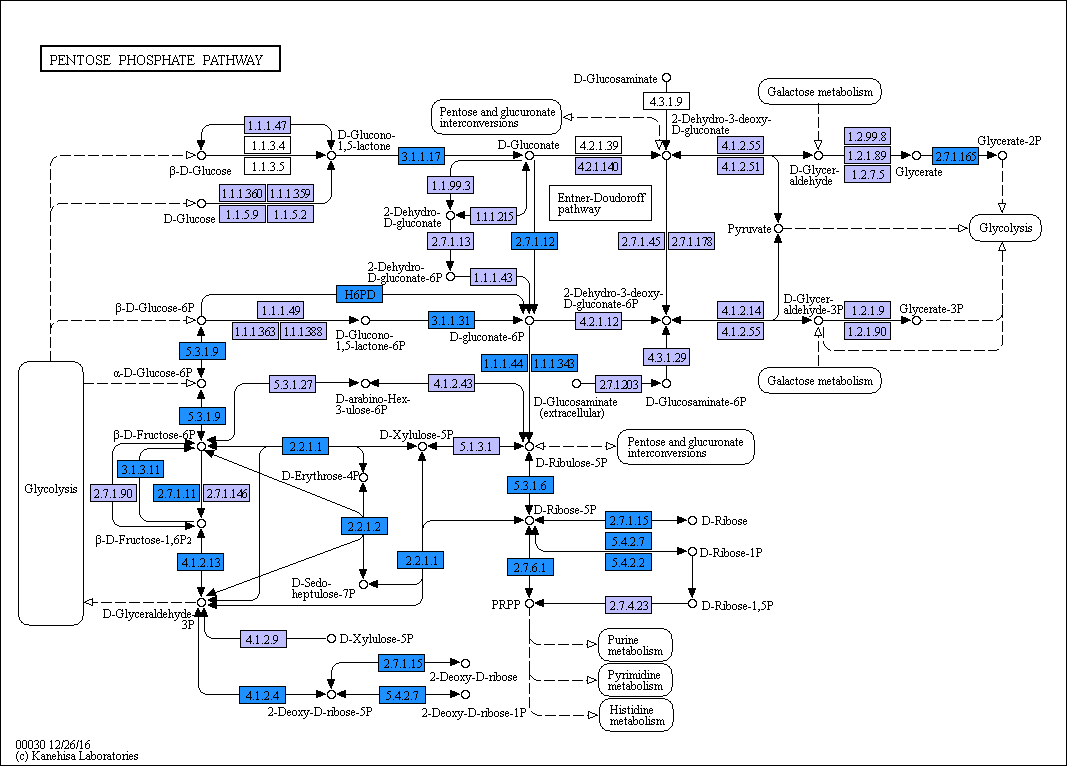 PENTOSE PHOSPHATE PATHWAY
D-Glucosaminate
4.3.1.9
Galactose metabolism
Pentose and glucuronate
interconversions
2-Dehydro-3-deoxy-
D-gluconate
1.1.1.47
1.1.3.4
1.1.3.5
D-Glucono-
1,5-lactone
D-Gluconate
4.2.1.39
4.2.1.140
4.1.2.55
4.1.2.51
1.2.99.8
1.2.1.89
1.2.7.5
Glycerate-2P
3.1.1.17
2.7.1.165
β-D-Glucose
D-Glycer-
aldehyde
Glycerate
1.1.1.360
1.1.1.359
1.1.5.9
1.1.5.2
D-Glucose
1.1.99.3
2-Dehydro-
D-gluconate
1.1.1.215
Entner-Doudoroff
pathway
Pyruvate
Glycolysis
2.7.1.13
2.7.1.12
2.7.1.45
2.7.1.178
2-Dehydro-
D-gluconate-6P
1.1.1.43
H6PD
2-Dehydro-3-deoxy-
D-gluconate-6P
β-D-Glucose-6P
1.1.1.49
1.1.1.363
1.1.1.388
D-Glucono-
1,5-lactone-6P
3.1.1.31
D-gluconate-6P
4.2.1.12
4.1.2.14
4.1.2.55
D-Glycer-
aldehyde-3P
1.2.1.9
1.2.1.90
Glycerate-3P
5.3.1.9
1.1.1.44
1.1.1.343
4.3.1.29
α-D-Glucose-6P
5.3.1.27
D-arabino-Hex-
3-ulose-6P
4.1.2.43
2.7.1.203
D-Glucosaminate
(extracellular)
D-Glucosaminate-6P
Galactose metabolism
5.3.1.9
β-D-Fructose-6P
2.2.1.1
D-Xylulose-5P
5.1.3.1
D-Ribulose-5P
Pentose and glucuronate
interconversions
Glycolysis
3.1.3.11
2.7.1.90
2.7.1.11
2.7.1.146
D-Erythrose-4P
5.3.1.6
β-D-Fructose-1,6P2
2.2.1.2
D-Ribose-5P
2.7.1.15
D-Ribose
5.4.2.7
5.4.2.2
D-Ribose-1P
4.1.2.13
2.2.1.1
2.7.6.1
D-Sedo-
heptulose-7P
D-Glyceraldehyde-
3P
PRPP
2.7.4.23
D-Ribose-1,5P
4.1.2.9
D-Xylulose-5P
Purine
metabolism
2.7.1.15
2-Deoxy-D-ribose
Pyrimidine
metabolism
4.1.2.4
5.4.2.7
2-Deoxy-D-ribose-5P
2-Deoxy-D-ribose-1P
Histidine
metabolism
00030 12/26/16
(c) Kanehisa Laboratories